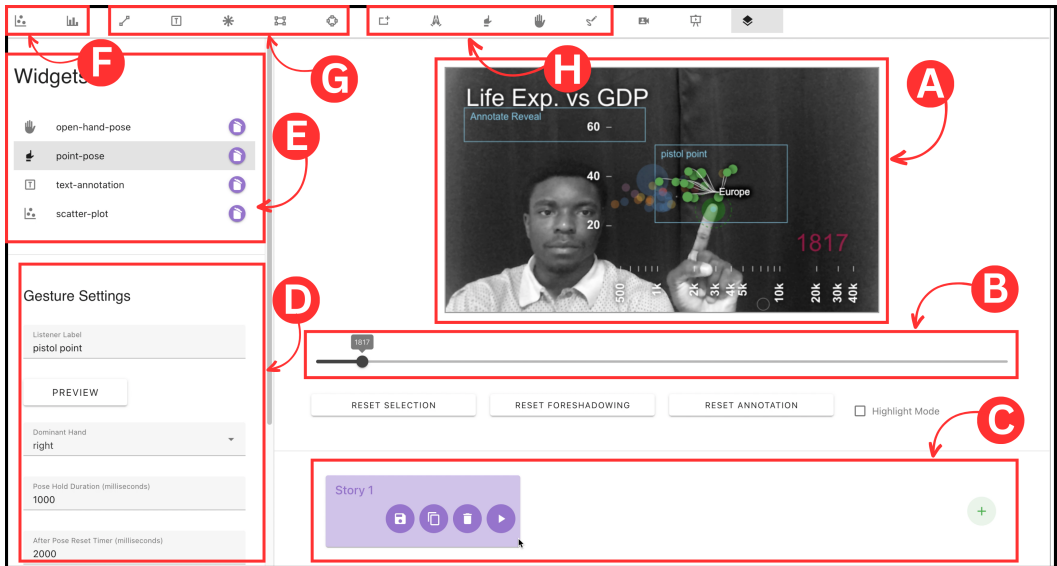 F
G
H
Widgets
open-hand-pose
point-pose
T
text-annotation
scatter-plot
E
Gesture Settings
D
Listener Label
pistol point
PREVIEW
Dominant Hand
right
Pose Hold Duration (milliseconds)
1000
After Pose Reset Timer (milliseconds)
2000
A
Life Exp. vs GDP
Annotate Reveal
60
pistol point
40
Europe
20
1817
500
1k
2k
3k
4k
5k
10k
20k
30k
40k
B
1817
RESET SELECTION
RESET FORESHADOWING
RESET ANNOTATION
Highlight Mode
C
Story 1